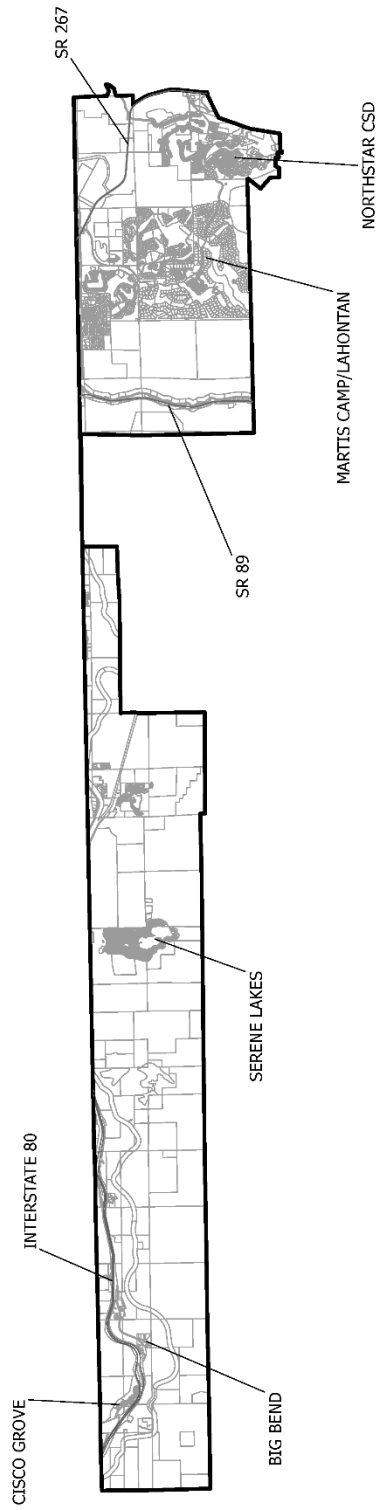 CISCO GROVE
INTERSTATE 80
BIG BEND
SERENE LAKES
SR 89
MARTIS CAMP/LAHONTAN
SR 267
NORTHSTAR CSD